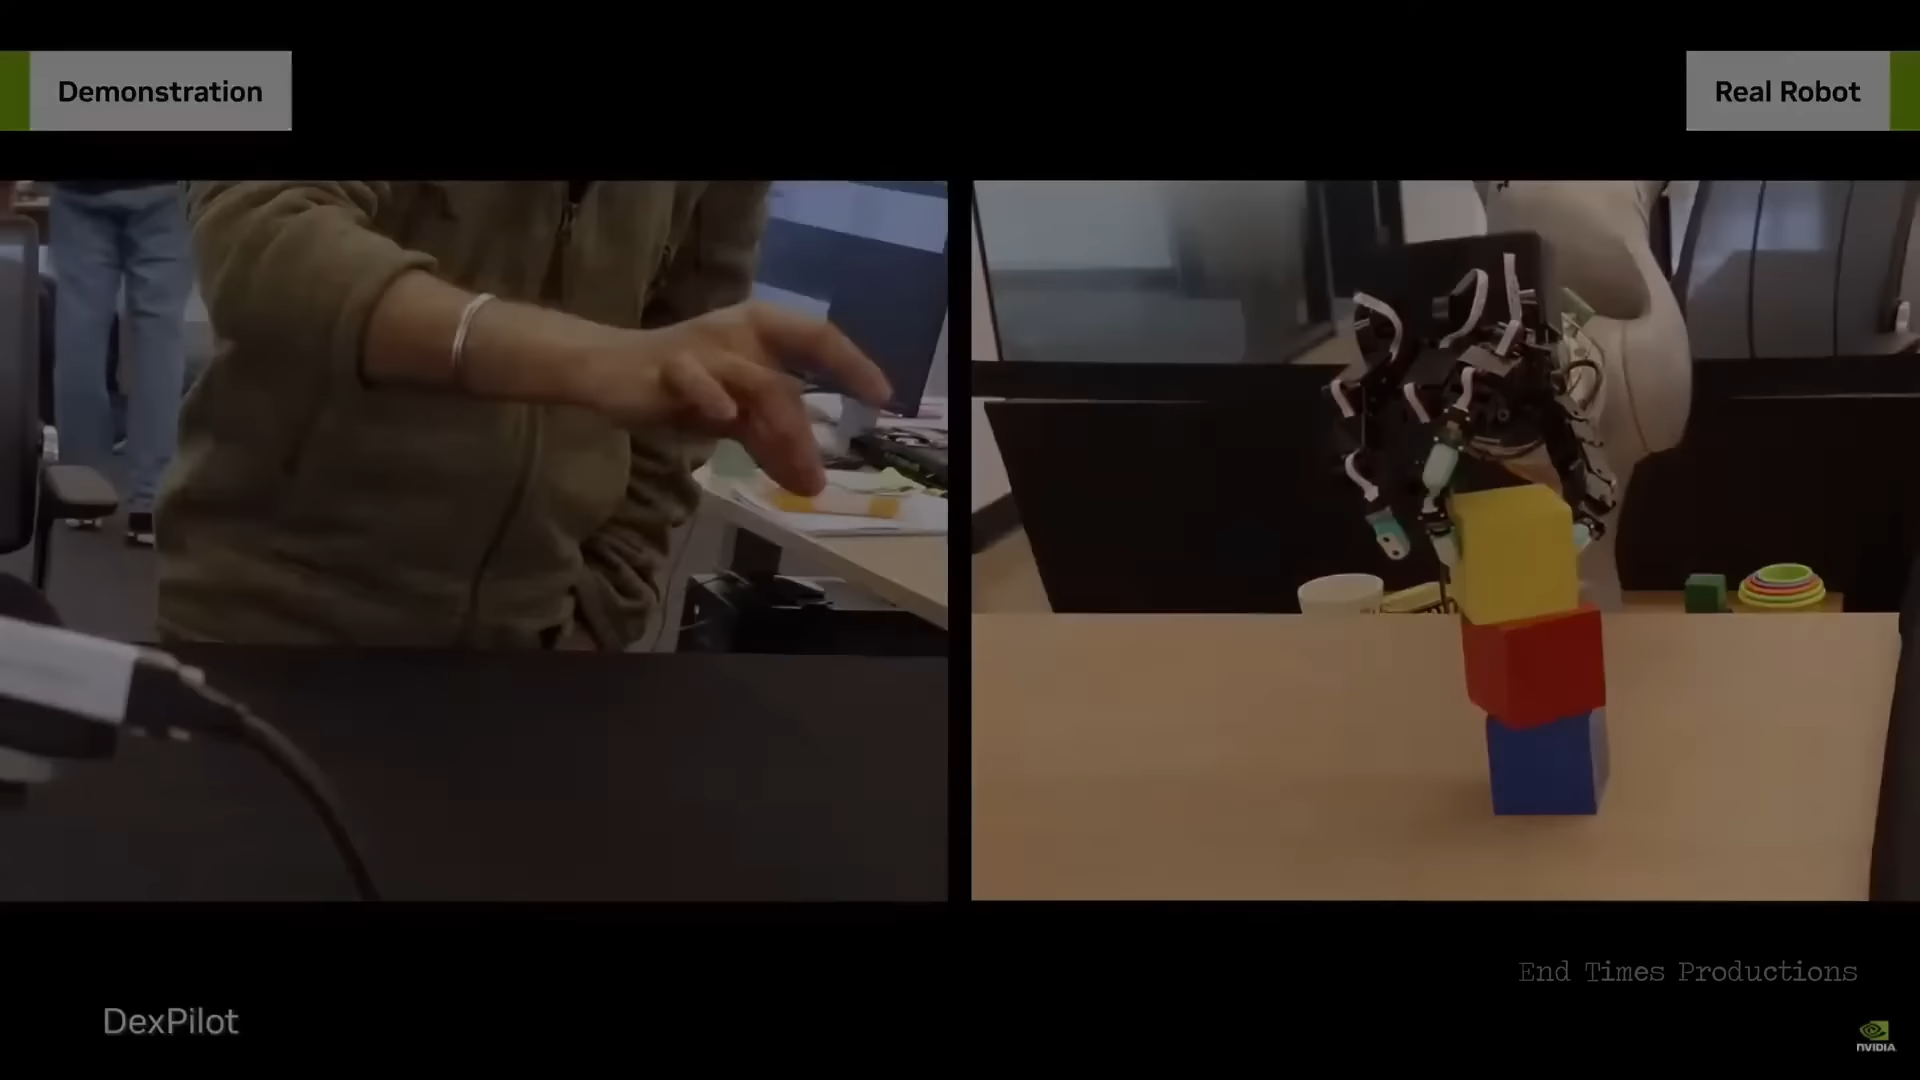 Demonstration
Real Robot
End Times Productions
DexPilot
NVIDIA